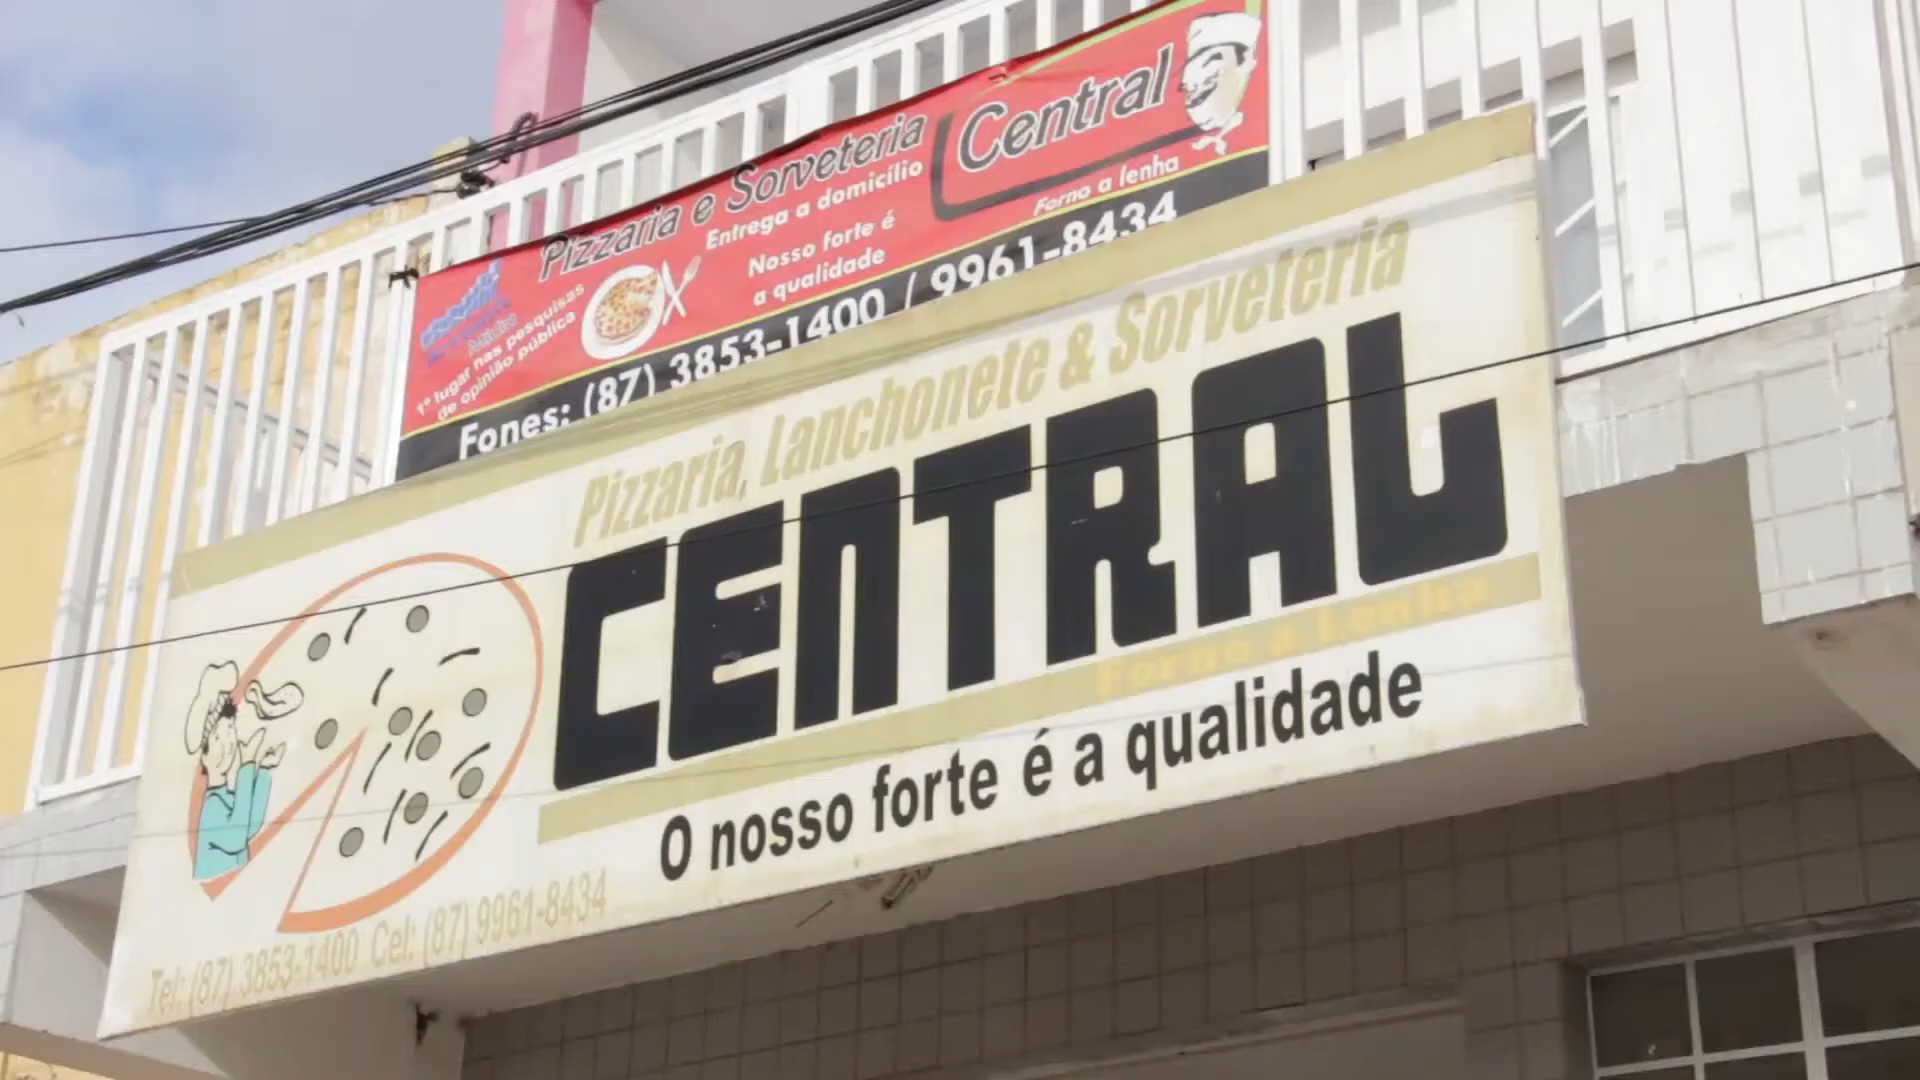 Pizzaria e Sorveteria
Central
Entrega a domicílio
Forno a lenha
Nosso forte é
a qualidade
1º lugar nas pesquisas
de opinião pública
Fones: (87) 3853-1400 / 9961-8434
Pizzaria, Lanchonete & Sorveteria
CENTRAL
Forno a Lenha
O nosso forte é a qualidade
Tel: (87) 3853-1400 Cel: (87) 9961-8434